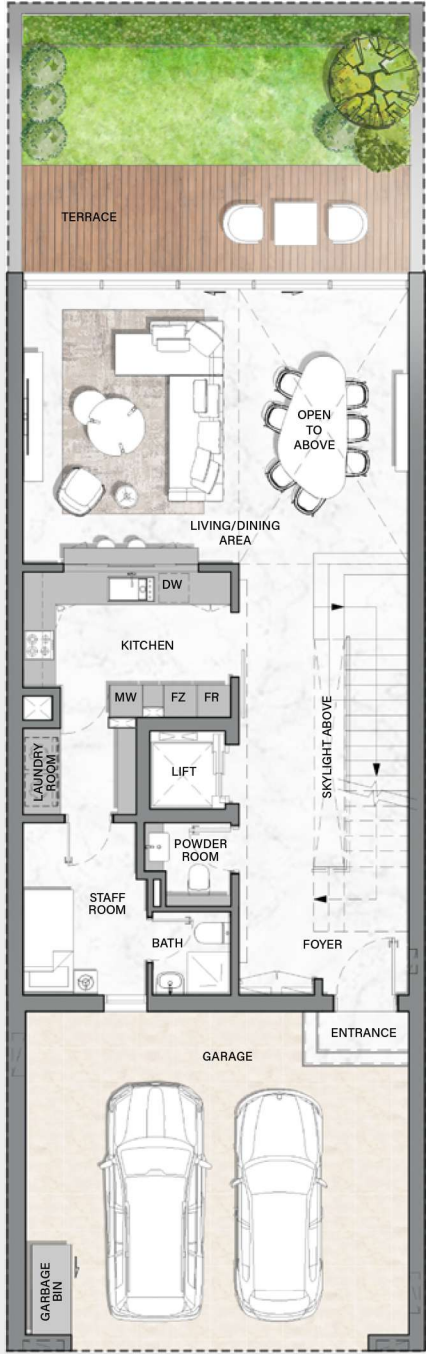 TERRACE
OPEN
TO
ABOVE
LIVING/DINING
AREA
DW
KITCHEN
MW
FZ
FR
LAUNDRY
ROOM
LIFT
SKYLIGHT ABOVE
POWDER
ROOM
STAFF
ROOM
BATH
FOYER
ENTRANCE
GARAGE
GARBAGE
BIN